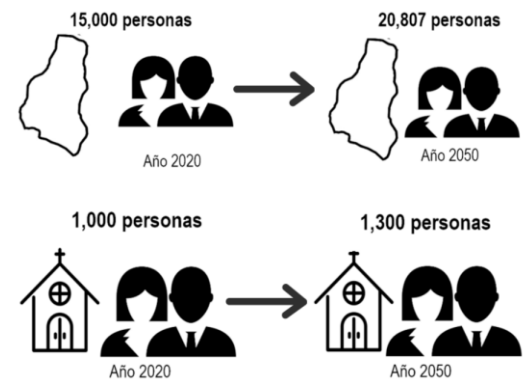 15,000 personas
20,807 personas
Año 2020
Año 2050
1,000 personas
1,300 personas
Año 2020
Año 2050